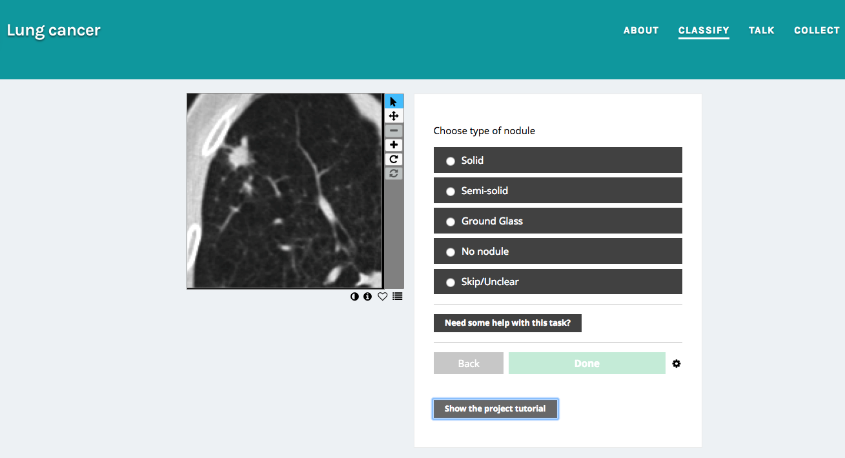 Lung cancer
ABOUT CLASSIFY TALK COLLECT
Choose type of nodule
Solid
Semi-solid
Ground Glass
No nodule
Skip/Unclear
Need some help with this task?
Back Done
Show the project tutorial